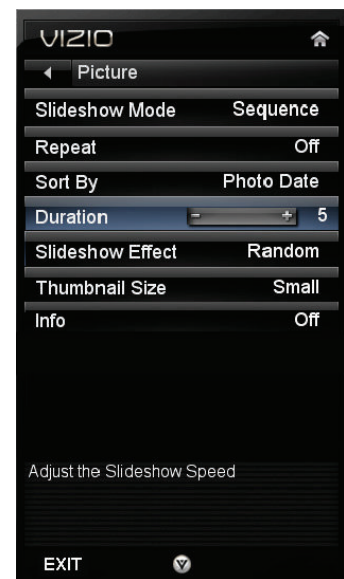 VIZIO
Picture
Slideshow Mode Sequence
Repeat Off
Sort By Photo Date
Duration - + 5
Slideshow Effect Random
Thumbnail Size Small
Info Off
Adjust the Slideshow Speed
EXIT V